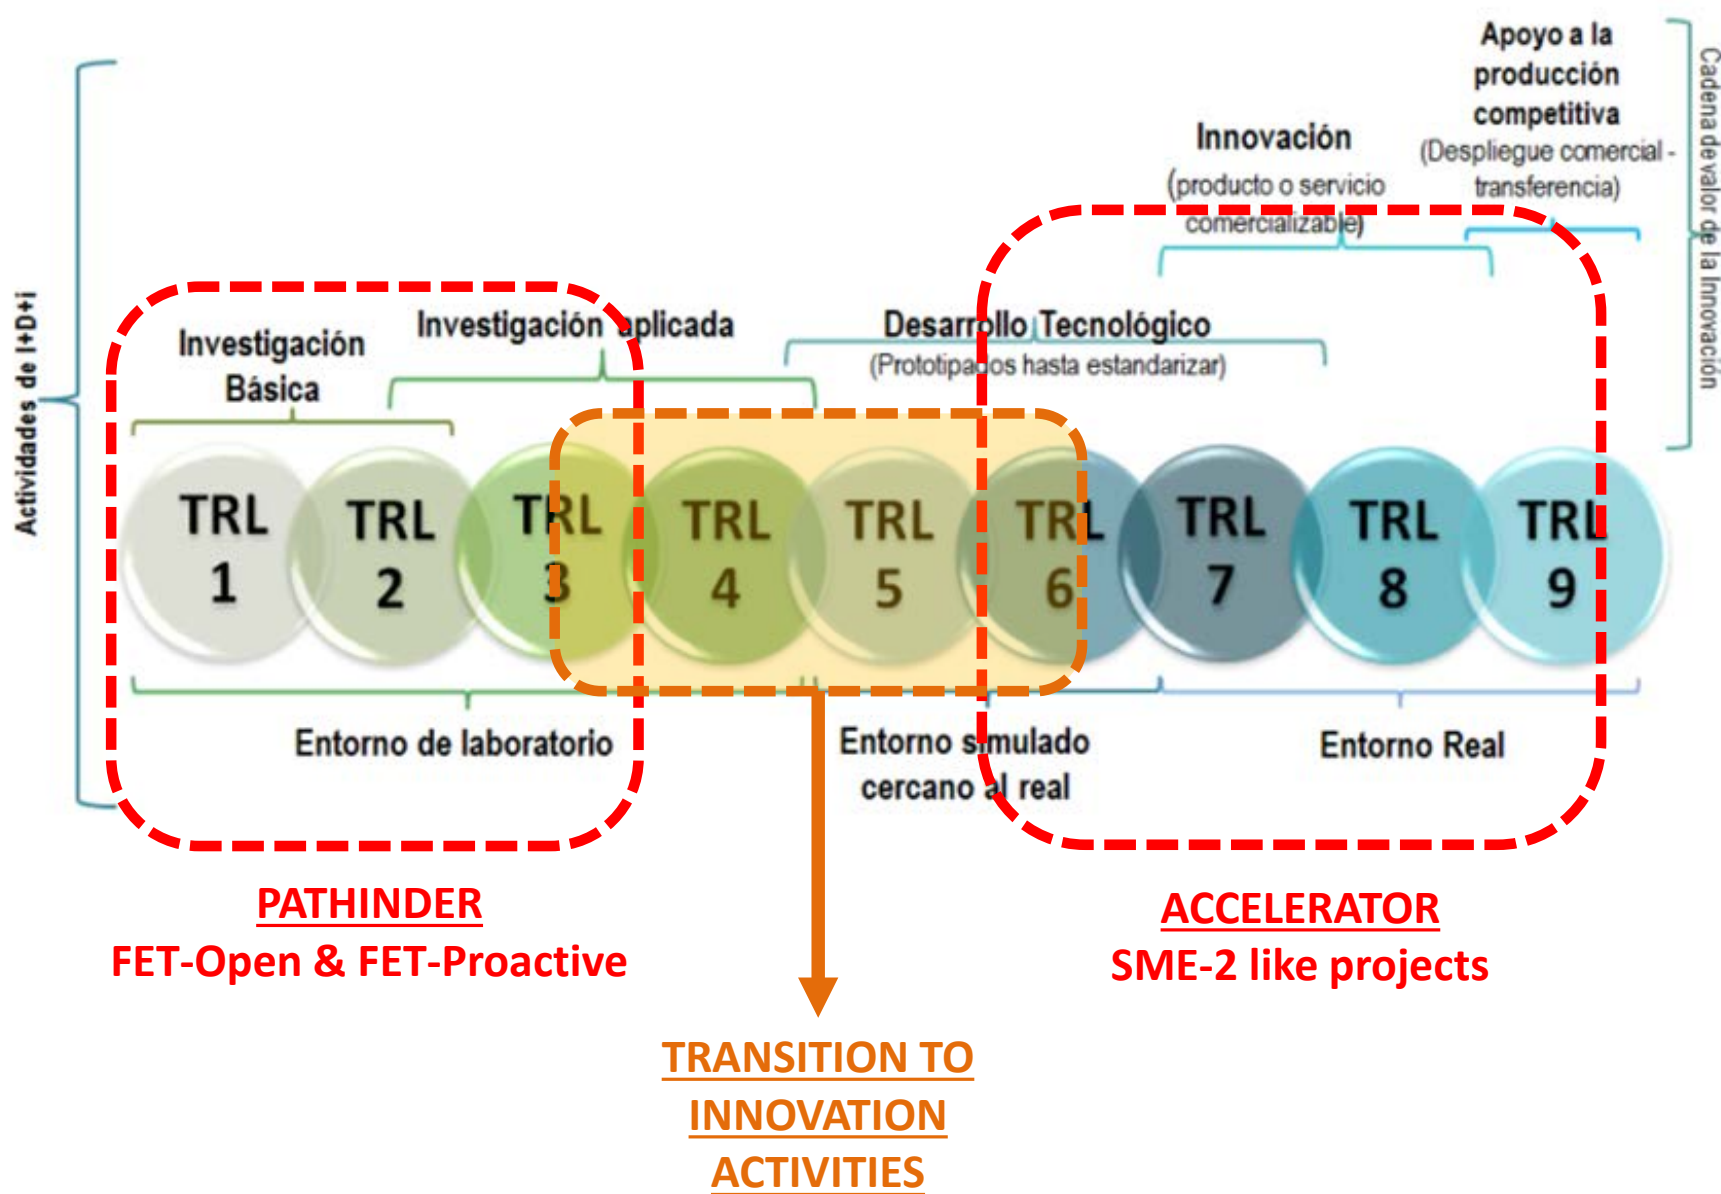 Apoyo a la
producción
competitiva
(Despliegue comercial -
transferencia)
Cadena de valor de la Innovación
Innovación
(producto o servicio
comercializable)
Actividades de I+D+i
Investigación
Básica
Investigación aplicada
Desarrollo Tecnológico
(Prototipados hasta estandarizar)
TRL
1
TRL
2
TRL
3
TRL
4
TRL
5
TRL
6
TRL
7
TRL
8
TRL
9
Entorno de laboratorio
Entorno simulado
cercano al real
Entorno Real
PATHINDER
FET-Open & FET-Proactive
ACCELERATOR
SME-2 like projects
TRANSITION TO
INNOVATION
ACTIVITIES